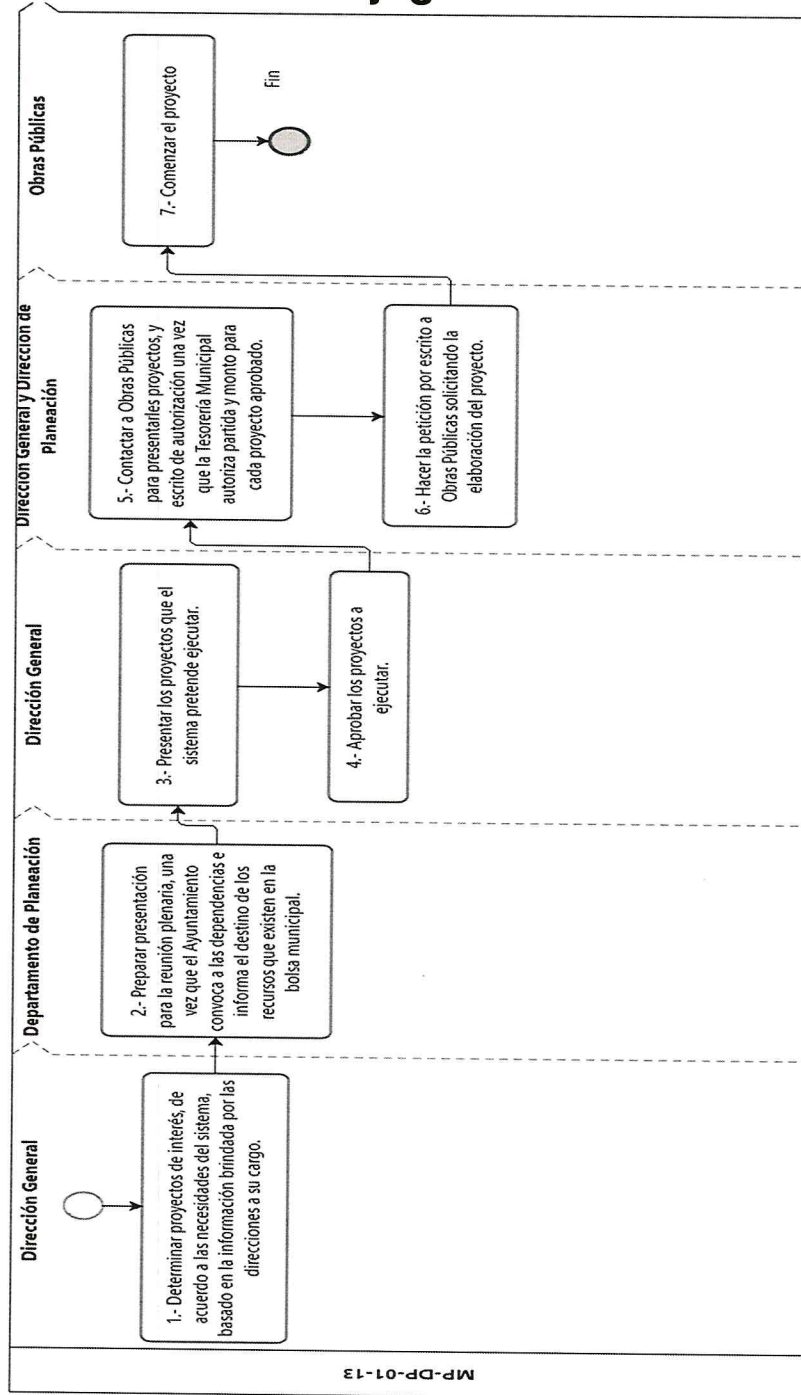 MP-DP-01-13
Dirección General
1.- Determinar proyectos de interés, de
acuerdo a las necesidades del sistema,
basado en la información brindada por las
direcciones a su cargo.
Departamento de Planeación
2.- Preparar presentación
para la reunión plenaria, una
vez que el Ayuntamiento
convoca a las dependencias e
informa el destino de los
recursos que existen en la
bolsa municipal.
Dirección General
3.- Presentar los proyectos que el
sistema pretende ejecutar.
4.- Aprobar los proyectos a
ejecutar.
Dirección General y Direccion de
Planeación
5.- Contactar a Obras Públicas
para presentarles proyectos, y
escrito de autorización una vez
que la Tesorería Municipal
autoriza partida y monto para
cada proyecto aprobado.
6.- Hacer la petición por escrito a
Obras Públicas solicitando la
elaboración del proyecto.
Obras Públicas
7.- Comenzar el proyecto
Fin